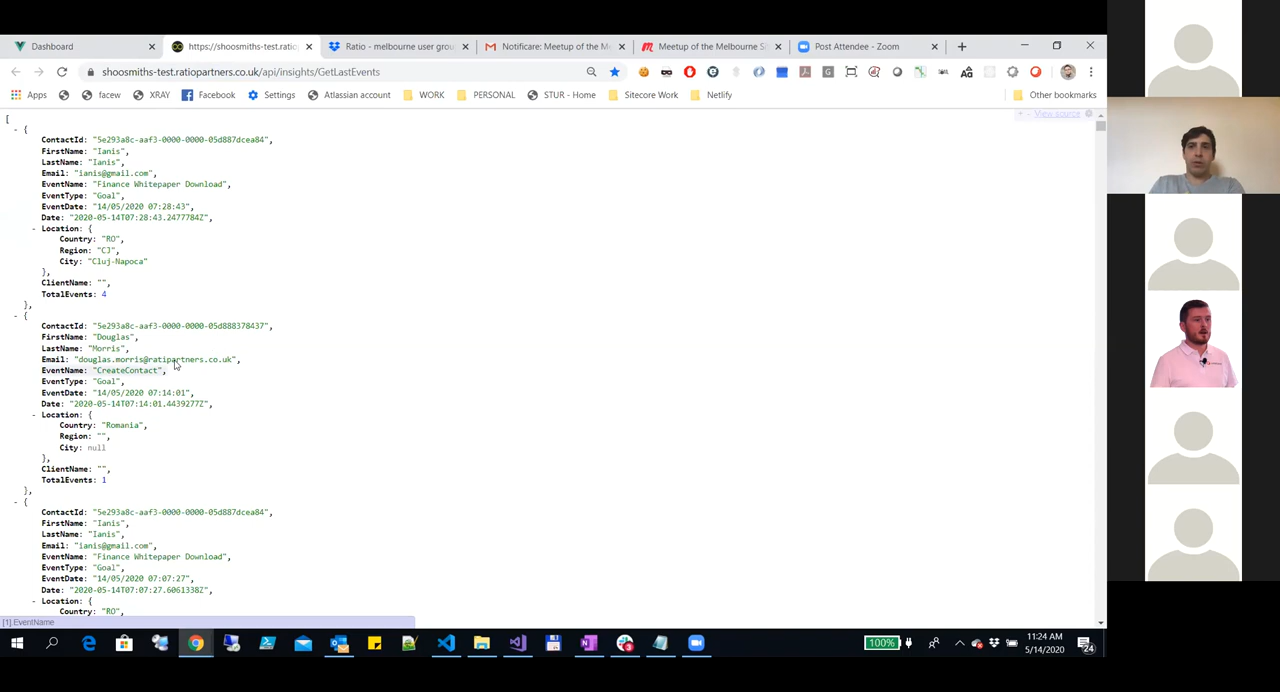 Dashboard
https://shoosmiths-test.ratio
Ratio - melbourne user grou
Notificare: Meetup of the M
Meetup of the Melbourne S
Post Attendee - Zoom
shoosmiths-test.ratiopartners.co.uk/api/insights/GetLastEvents
Apps
facew
XRAY
Facebook
Settings
Atlassian account
WORK
PERSONAL
STUR - Home
Sitecore Work
Netlify
Other bookmarks
View source
[
- {
ContactId: "5e293a8c-aaf3-0000-0000-05d887dcea84",
FirstName: "Ianis",
LastName: "Ianis",
Email: "ianis@gmail.com",
EventName: "Finance Whitepaper Download",
EventType: "Goal",
EventDate: "14/05/2020 07:28:43",
Date: "2020-05-14T07:28:43.2477784Z",
- Location: {
Country: "RO",
Region: "CJ",
City: "Cluj-Napoca"
},
ClientName: "",
TotalEvents: 4
},
- {
ContactId: "5e293a8c-aaf3-0000-0000-05d888378437",
FirstName: "Douglas",
LastName: "Morris",
Email: "douglas.morris@ratipartners.co.uk",
EventName: "CreateContact",
EventType: "Goal",
EventDate: "14/05/2020 07:14:01",
Date: "2020-05-14T07:14:01.4439277Z",
- Location: {
Country: "Romania",
Region: "",
City: null
},
ClientName: "",
TotalEvents: 1
},
- {
ContactId: "5e293a8c-aaf3-0000-0000-05d887dcea84",
FirstName: "Ianis",
LastName: "Ianis",
Email: "ianis@gmail.com",
EventName: "Finance Whitepaper Download",
EventType: "Goal",
EventDate: "14/05/2020 07:07:27",
Date: "2020-05-14T07:07:27.6061338Z",
- Location: {
Country: "RO",
[1].EventName
100%
11:24 AM
5/14/2020
24